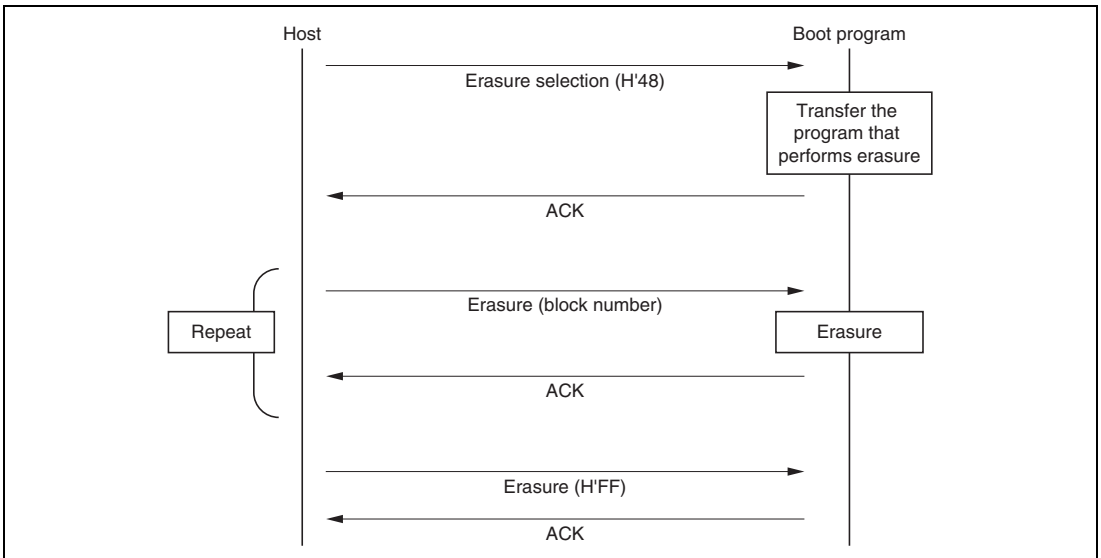 Host
Boot program
Erasure selection (H'48)
Transfer the
program that
performs erasure
ACK
Erasure (block number)
Repeat
Erasure
ACK
Erasure (H'FF)
ACK